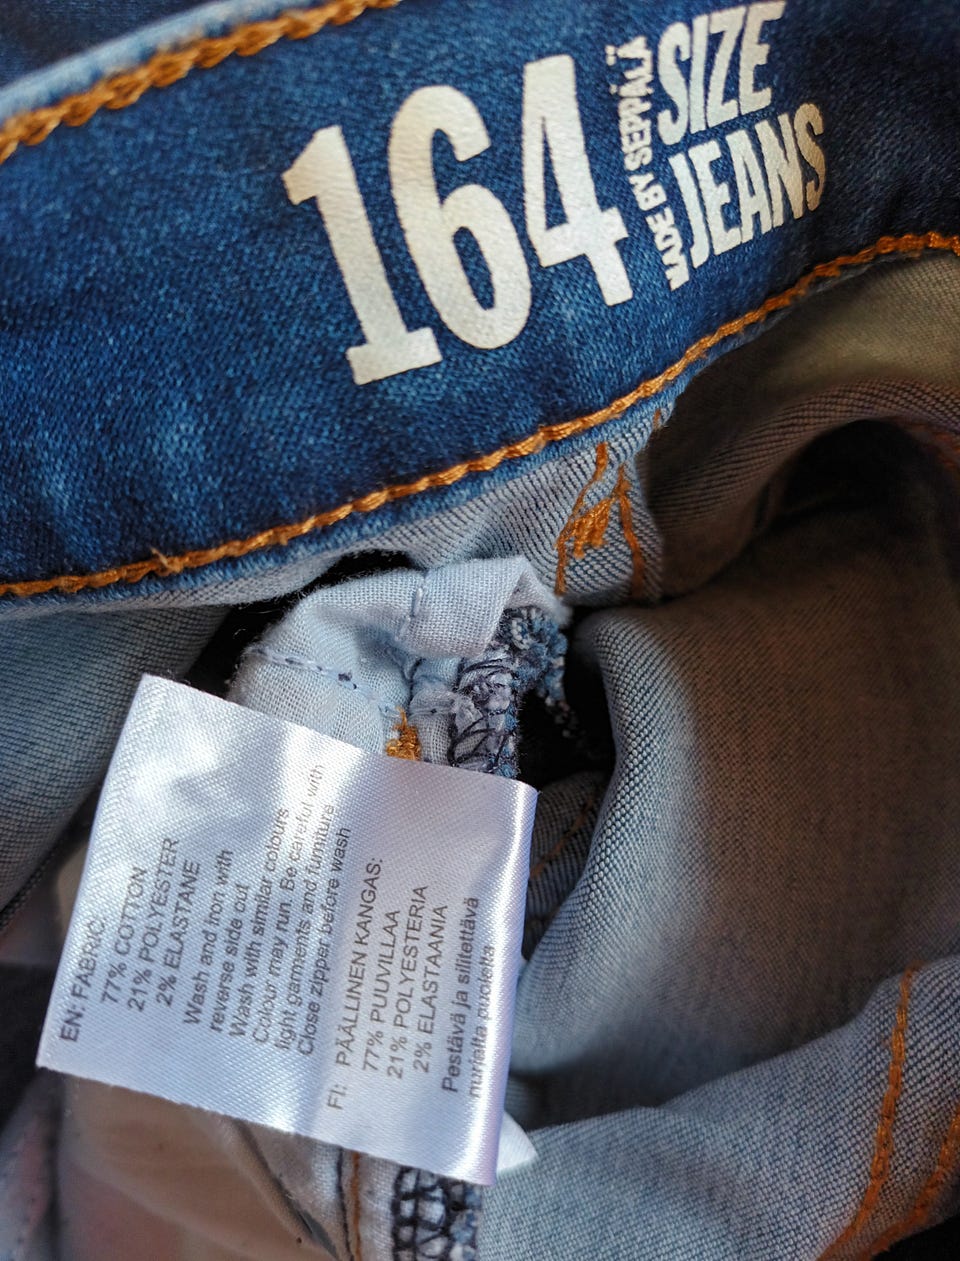 164
MADE BY SEPPÄLÄ
SIZE
JEANS
EN: FABRIC:
77% COTTON
21% POLYESTER
2% ELASTANE
Wash and iron with
reverse side out
Wash with similar colours
Colour may run. Be careful with
light garments and furniture
Close zipper before wash
FI: PÄÄLLINEN KANGAS:
77% PUUVILLAA
21% POLYESTERIA
2% ELASTAANIA
Pestävä ja silitettävä
nurjalta puolelta